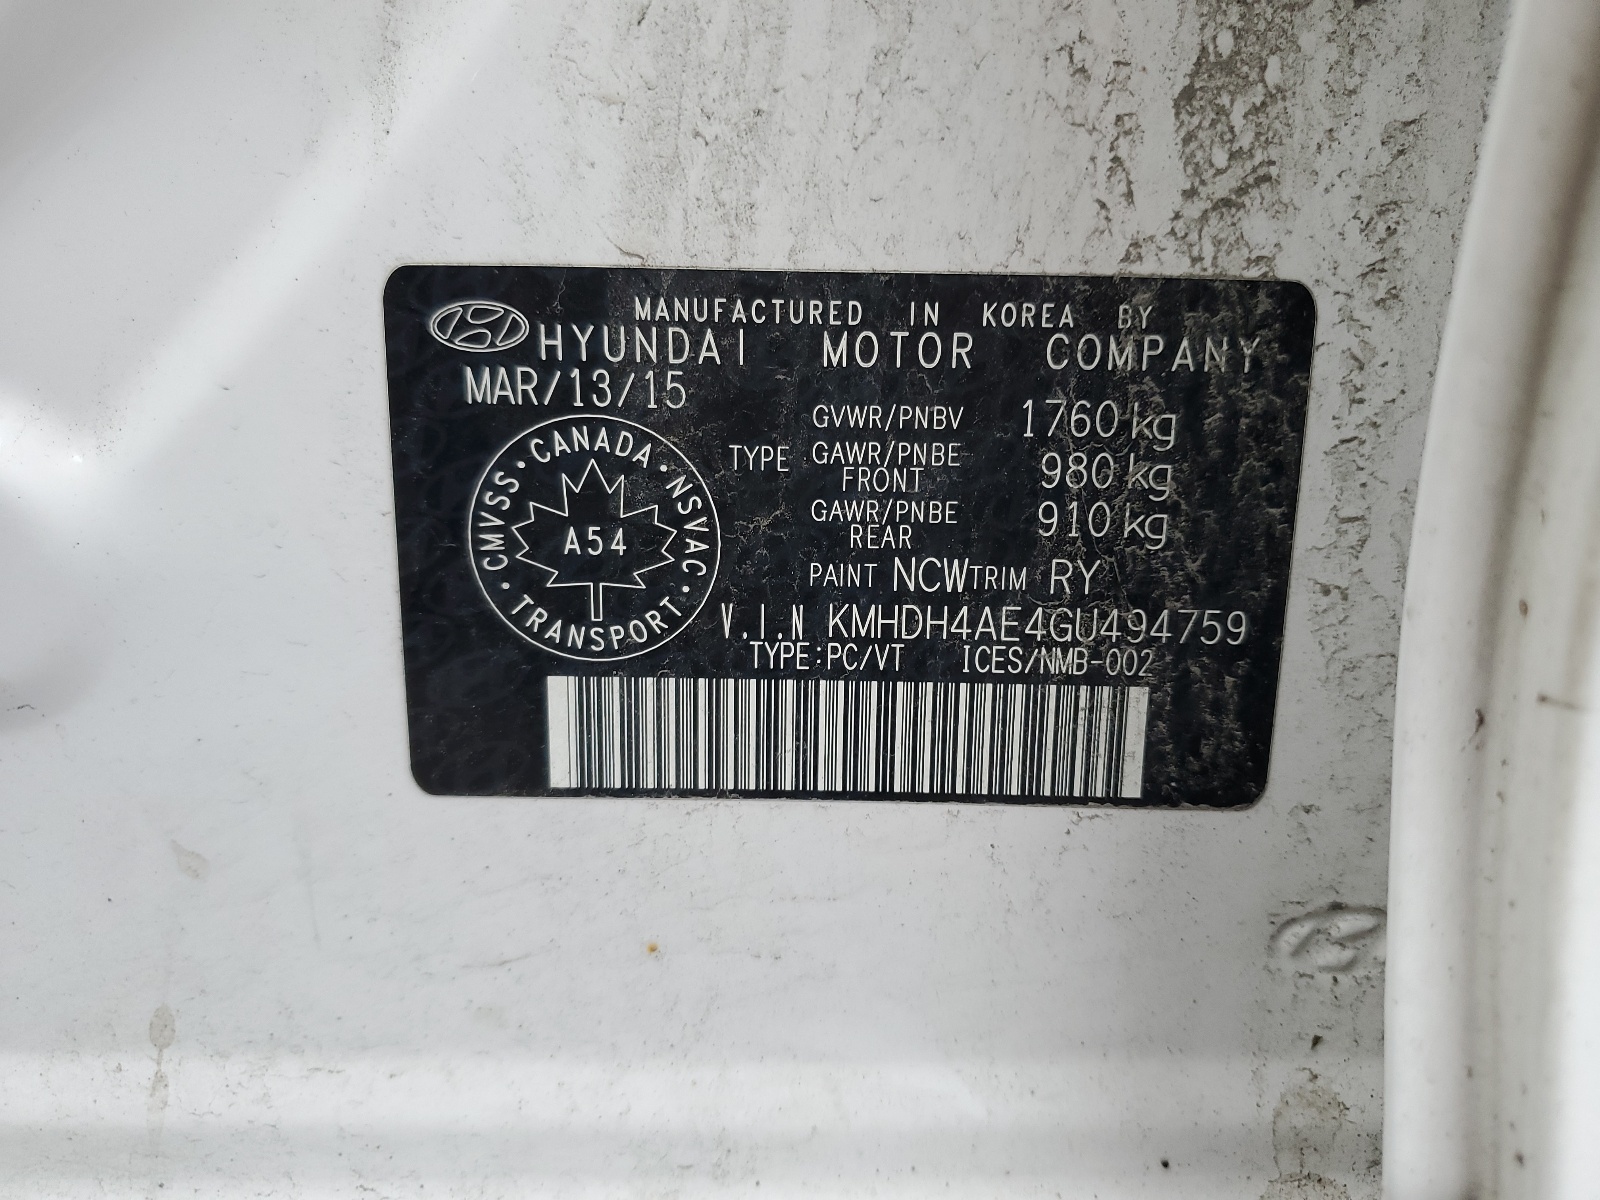 MANUFACTURED IN KOREA BY
HYUNDAI MOTOR COMPANY
MAR/13/15
GVWR/PNBV 1760 kg
TYPE GAWR/PNBE FRONT 980 kg
GAWR/PNBE REAR 910 kg
PAINT NCW TRIM RY
V.I.N KMHDH4AE4GU494759
TYPE:PC/VT ICES/NMB-002
CANADA · NSVAC · TRANSPORT · CMVSS ·
A54